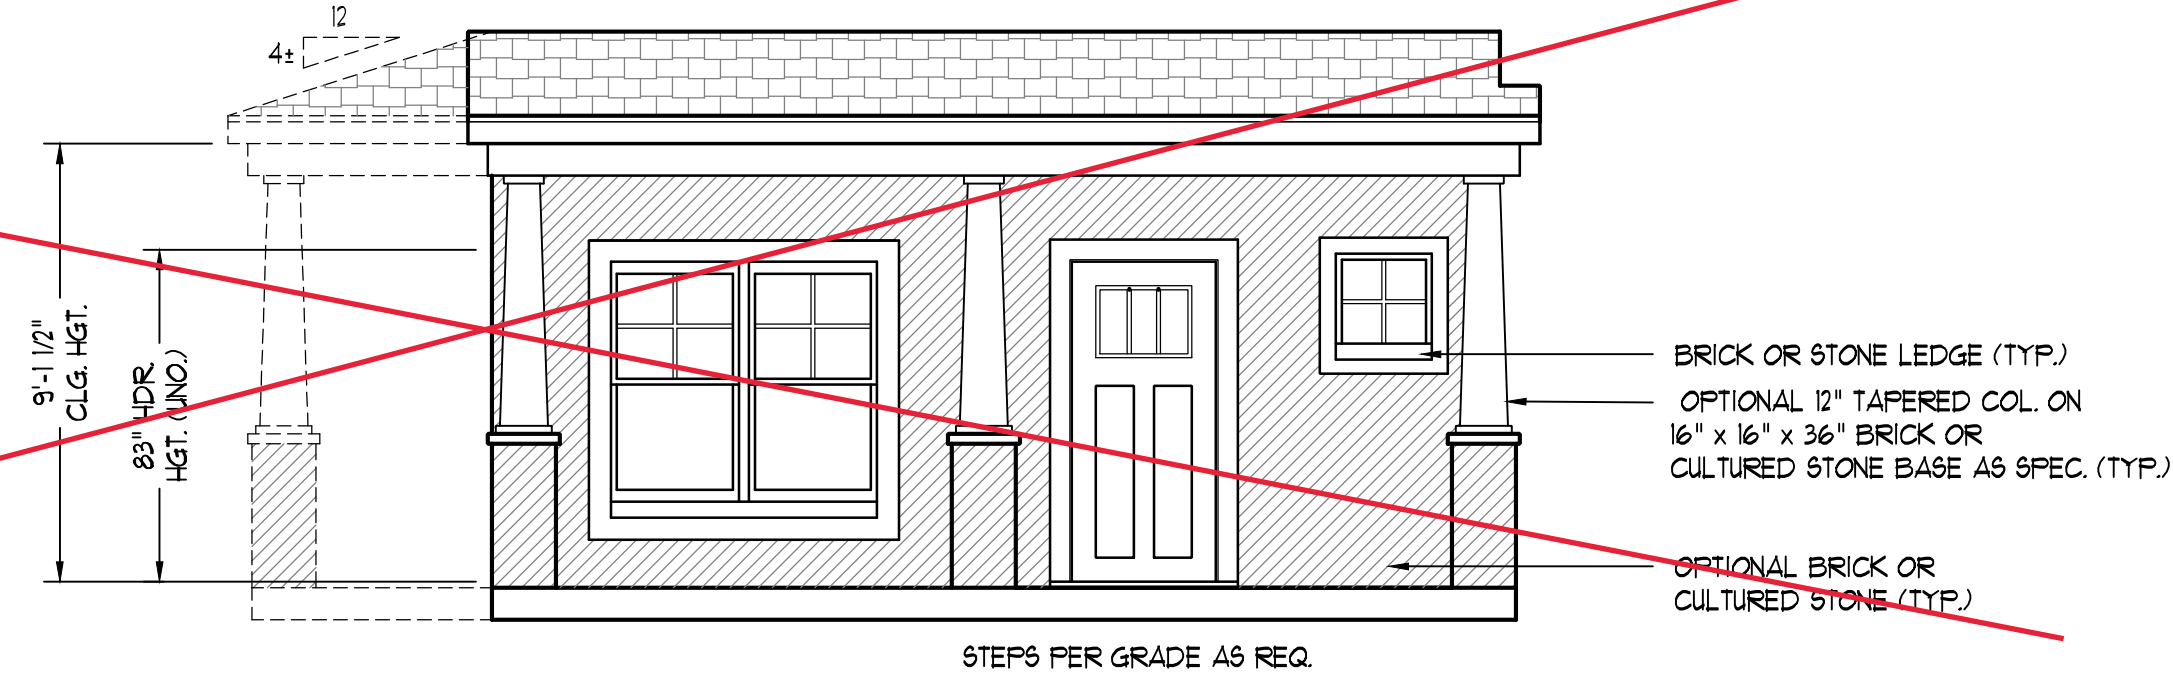 12
4±
9'-1 1/2"
CLG. HGT.
83" HDR.
HGT. (UNO.)
BRICK OR STONE LEDGE (TYP.)
OPTIONAL 12" TAPERED COL. ON
16" x 16" x 36" BRICK OR
CULTURED STONE BASE AS SPEC. (TYP.)
OPTIONAL BRICK OR
CULTURED STONE (TYP.)
STEPS PER GRADE AS REQ.